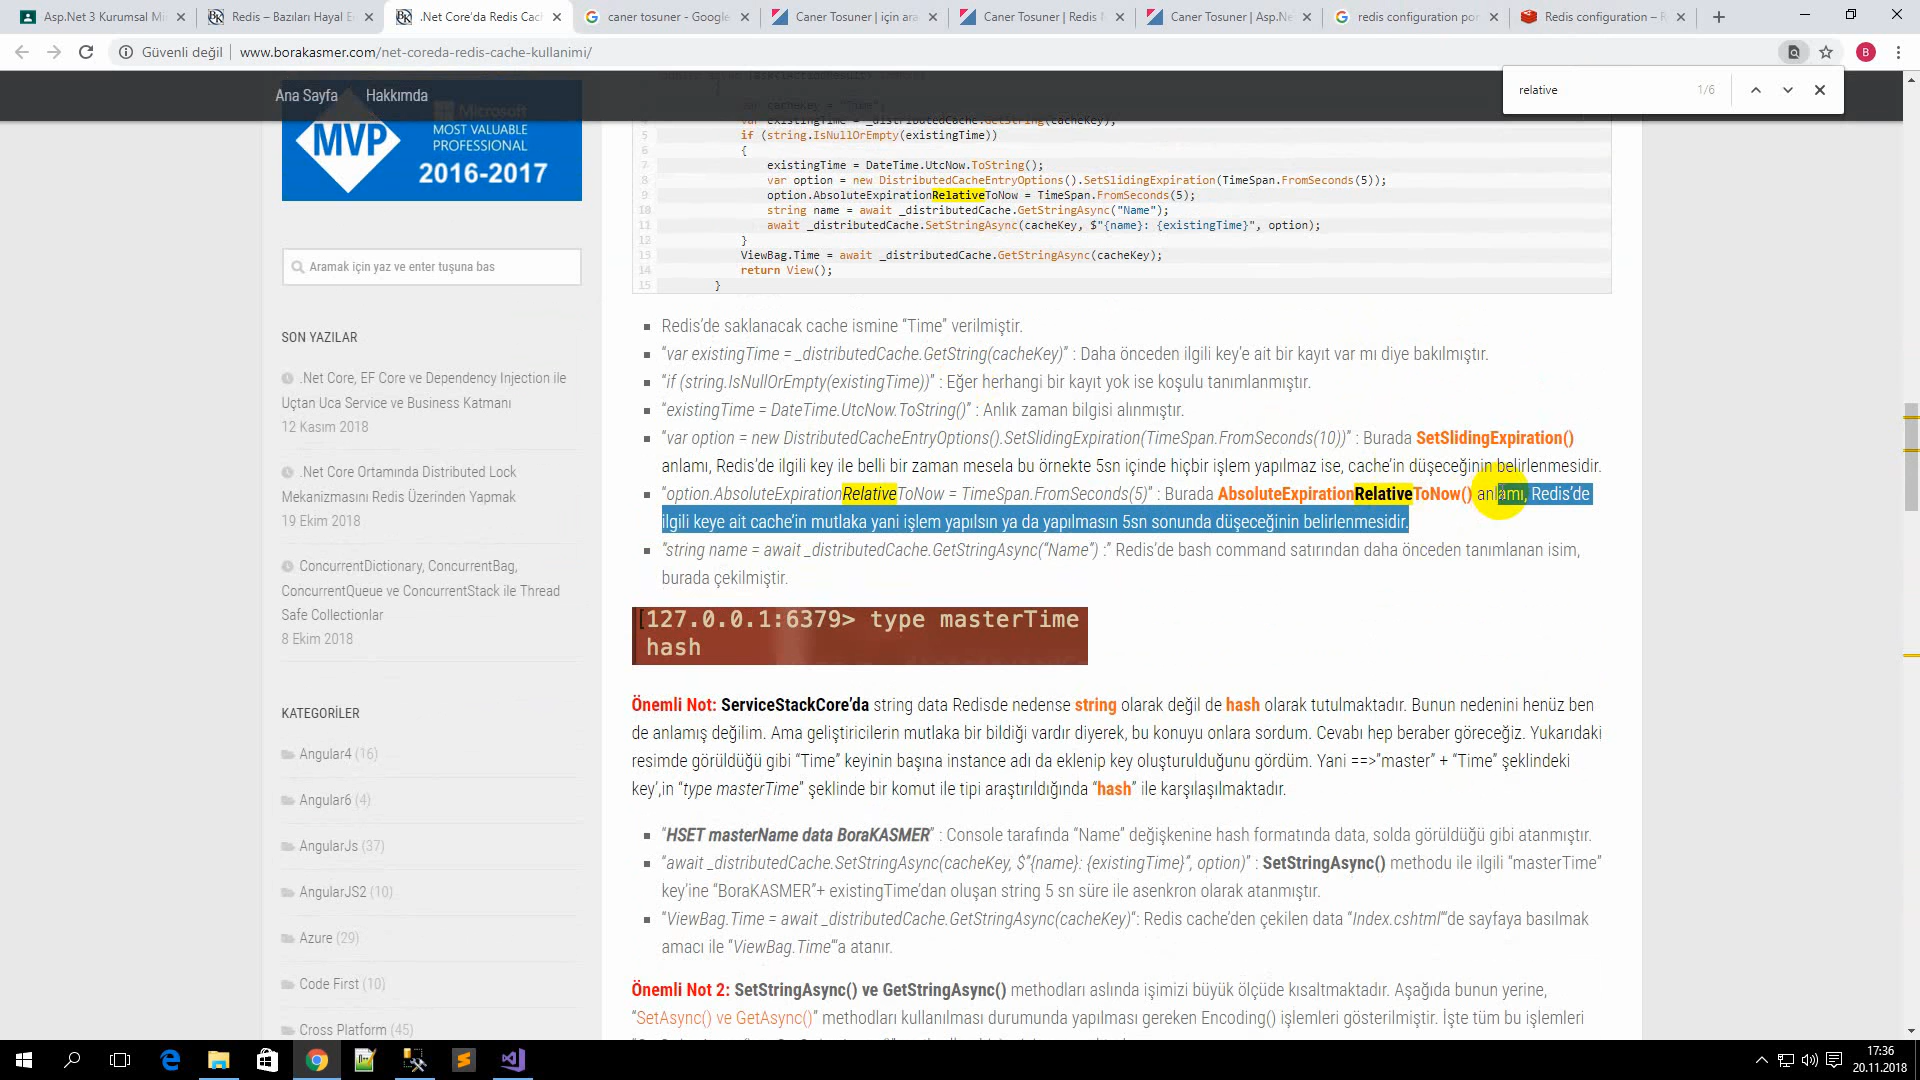 Asp.Net 3 Kurumsal Mi
Redis – Bazıları Hayal E
.Net Core'da Redis Cac
caner tosuner - Google
Caner Tosuner | için ara
Caner Tosuner | Redis
Caner Tosuner | Asp.Ne
redis configuration por
Redis configuration – R
Güvenli değil
www.borakasmer.com/net-coreda-redis-cache-kullanimi/
B
relative
1/6
Ana Sayfa
Hakkımda
Microsoft
MVP
MOST VALUABLE
PROFESSIONAL
2016-2017
Aramak için yaz ve enter tuşuna bas
SON YAZILAR
.Net Core, EF Core ve Dependency Injection ile
Uçtan Uca Service ve Business Katmanı
12 Kasım 2018
.Net Core Ortamında Distributed Lock
Mekanizmasını Redis Üzerinden Yapmak
19 Ekim 2018
ConcurrentDictionary, ConcurrentBag,
ConcurrentQueue ve ConcurrentStack ile Thread
Safe Collectionlar
8 Ekim 2018
KATEGORİLER
Angular4 (16)
Angular6 (4)
AngularJs (37)
AngularJS2 (10)
Azure (29)
Code First (10)
Cross Platform (45)
var cacheKey = "Time";
4 var existingTime = _distributedCache.GetString(cacheKey);
5 if (string.IsNullOrEmpty(existingTime))
6 {
7 existingTime = DateTime.UtcNow.ToString();
8 var option = new DistributedCacheEntryOptions().SetSlidingExpiration(TimeSpan.FromSeconds(5));
9 option.AbsoluteExpirationRelativeToNow = TimeSpan.FromSeconds(5);
10 string name = await _distributedCache.GetStringAsync("Name");
11 await _distributedCache.SetStringAsync(cacheKey, $"{name}: {existingTime}", option);
12 }
13 ViewBag.Time = await _distributedCache.GetStringAsync(cacheKey);
14 return View();
15 }
Redis’de saklanacak cache ismine “Time” verilmiştir.
“var existingTime = _distributedCache.GetString(cacheKey)” : Daha önceden ilgili key’e ait bir kayıt var mı diye bakılmıştır.
“if (string.IsNullOrEmpty(existingTime))” : Eğer herhangi bir kayıt yok ise koşulu tanımlanmıştır.
“existingTime = DateTime.UtcNow.ToString()” : Anlık zaman bilgisi alınmıştır.
“var option = new DistributedCacheEntryOptions().SetSlidingExpiration(TimeSpan.FromSeconds(10))” : Burada SetSlidingExpiration()
anlamı, Redis’de ilgili key ile belli bir zaman mesela bu örnekte 5sn içinde hiçbir işlem yapılmaz ise, cache’in düşeceğinin belirlenmesidir.
“option.AbsoluteExpirationRelativeToNow = TimeSpan.FromSeconds(5)” : Burada AbsoluteExpirationRelativeToNow() anlamı, Redis’de
ilgili keye ait cache’in mutlaka yani işlem yapılsın ya da yapılmasın 5sn sonunda düşeceğinin belirlenmesidir.
“string name = await _distributedCache.GetStringAsync(“Name”) :” Redis’de bash command satırından daha önceden tanımlanan isim,
burada çekilmiştir.
[127.0.0.1:6379> type masterTime
hash
Önemli Not: ServiceStackCore’da string data Redisde nedense string olarak değil de hash olarak tutulmaktadır. Bunun nedenini henüz ben
de anlamış değilim. Ama geliştiricilerin mutlaka bir bildiği vardır diyerek, bu konuyu onlara sordum. Cevabı hep beraber göreceğiz. Yukarıdaki
resimde görüldüğü gibi “Time” keyinin başına instance adı da eklenip key oluşturulduğunu gördüm. Yani ==>”master” + “Time” şeklindeki
key’,in “type masterTime” şeklinde bir komut ile tipi araştırıldığında “hash” ile karşılaşılmaktadır.
“HSET masterName data BoraKASMER” : Console tarafında “Name” değişkenine hash formatında data, solda görüldüğü gibi atanmıştır.
“await _distributedCache.SetStringAsync(cacheKey, $”{name}: {existingTime}”, option)” : SetStringAsync() methodu ile ilgili “masterTime”
key’ine “BoraKASMER”+ existingTime’dan oluşan string 5 sn süre ile asenkron olarak atanmıştır.
“ViewBag.Time = await _distributedCache.GetStringAsync(cacheKey)“: Redis cache’den çekilen data “Index.cshtml“‘de sayfaya basılmak
amacı ile “ViewBag.Time“‘a atanır.
Önemli Not 2: SetStringAsync() ve GetStringAsync() methodları aslında işimizi büyük ölçüde kısaltmaktadır. Aşağıda bunun yerine,
“SetAsync() ve GetAsync()” methodları kullanılması durumunda yapılması gereken Encoding() işlemleri gösterilmiştir. İşte tüm bu işlemleri
17:36
20.11.2018